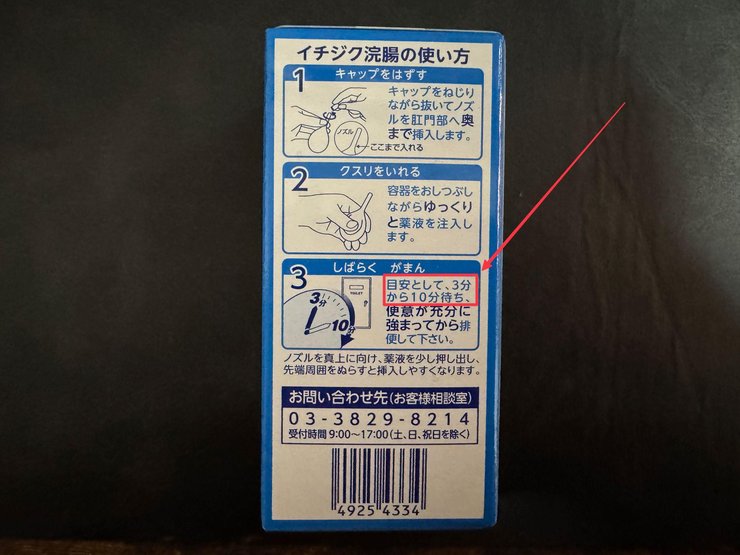 イチジク浣腸の使い方
1 キャップをはずす
キャップをねじり
ながら抜いてノズ
ルを肛門部へ奥
まで挿入します。
ノズル
ここまで入れる
2 クスリをいれる
容器をおしつぶし
ながらゆっくり
と薬液を注入し
ます。
3 しばらく がまん
3分
10分
TOILET
目安として、3分
から10分待ち、
便意が充分に
強まってから排
便して下さい。
ノズルを真上に向け、薬液を少し押し出し、
先端周囲をぬらすと挿入しやすくなります。
お問い合わせ先(お客様相談室)
03-3829-8214
受付時間 9:00〜17:00(土、日、祝日を除く)
4925 4334